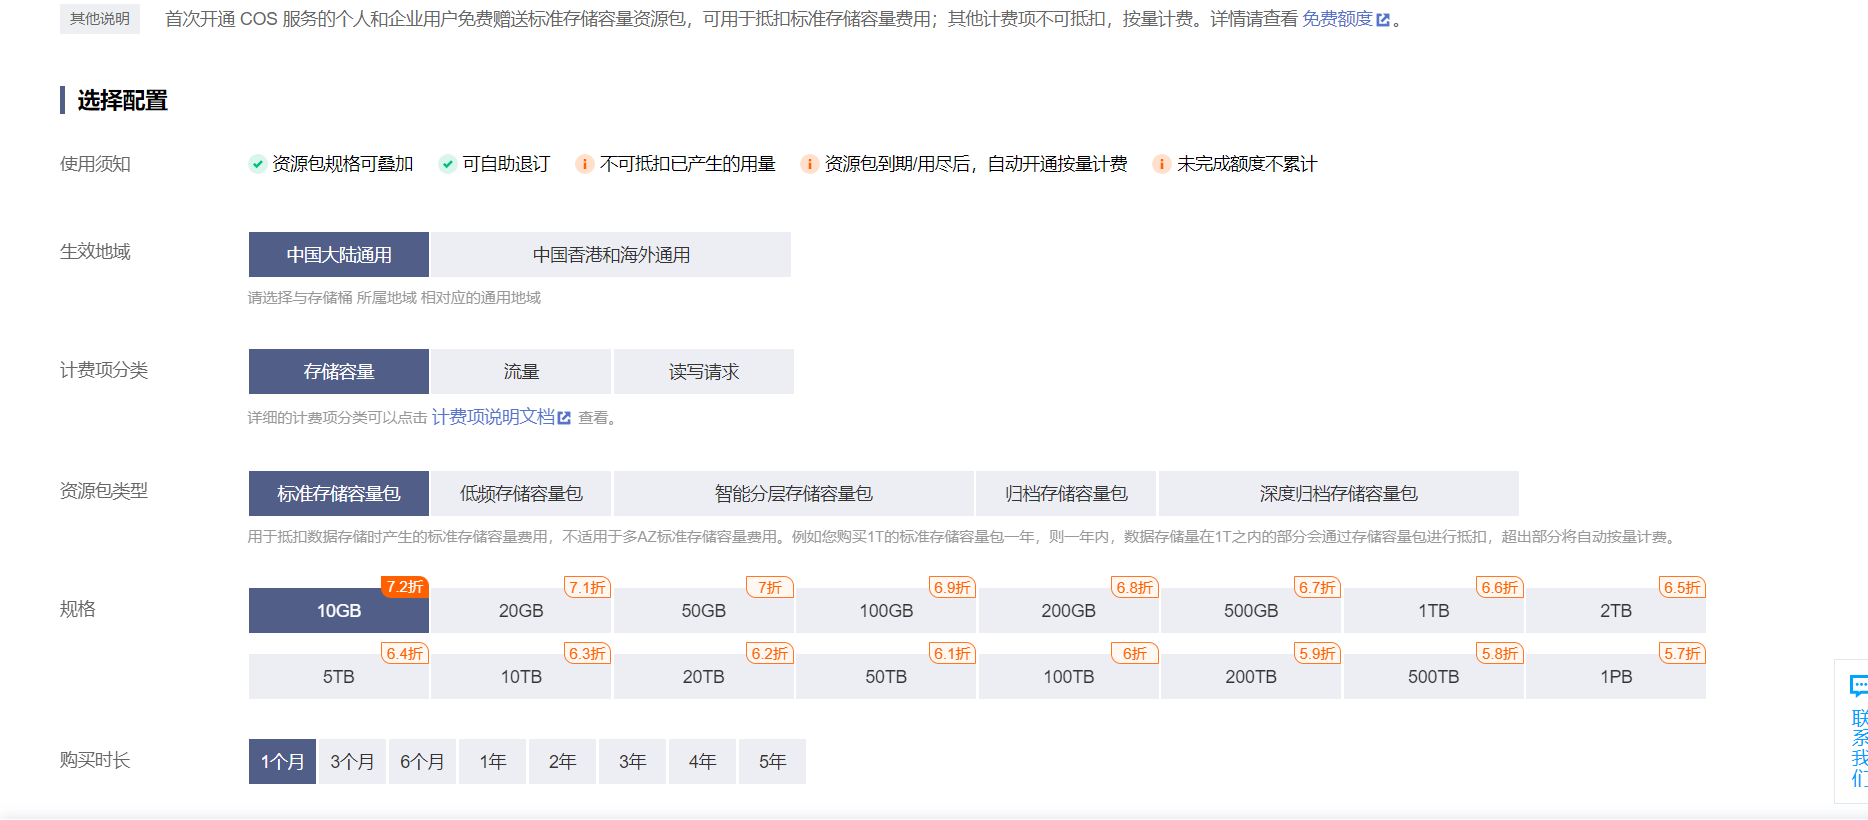 其他说明 首次开通 COS 服务的个人和企业用户免费赠送标准存储容量资源包，可用于抵扣标准存储容量费用；其他计费项不可抵扣，按量计费。详情请查看 免费额度。
选择配置
使用须知 资源包规格可叠加 可自助退订 不可抵扣已产生的用量 资源包到期/用尽后，自动开通按量计费 未完成额度不累计
生效地域 中国大陆通用 中国香港和海外通用
请选择与存储桶 所属地域 相对应的通用地域
计费项分类 存储容量 流量 读写请求
详细的计费项分类可以点击 计费项说明文档 查看。
资源包类型 标准存储容量包 低频存储容量包 智能分层存储容量包 归档存储容量包 深度归档存储容量包
用于抵扣数据存储时产生的标准存储容量费用，不适用于多AZ标准存储容量费用。例如您购买1T的标准存储容量包一年，则一年内，数据存储量在1T之内的部分会通过存储容量包进行抵扣，超出部分将自动按量计费。
7.2折 7.1折 7折 6.9折 6.8折 6.7折 6.6折 6.5折
规格 10GB 20GB 50GB 100GB 200GB 500GB 1TB 2TB
6.4折 6.3折 6.2折 6.1折 6折 5.9折 5.8折 5.7折
5TB 10TB 20TB 50TB 100TB 200TB 500TB 1PB
购买时长 1个月 3个月 6个月 1年 2年 3年 4年 5年
联系我们